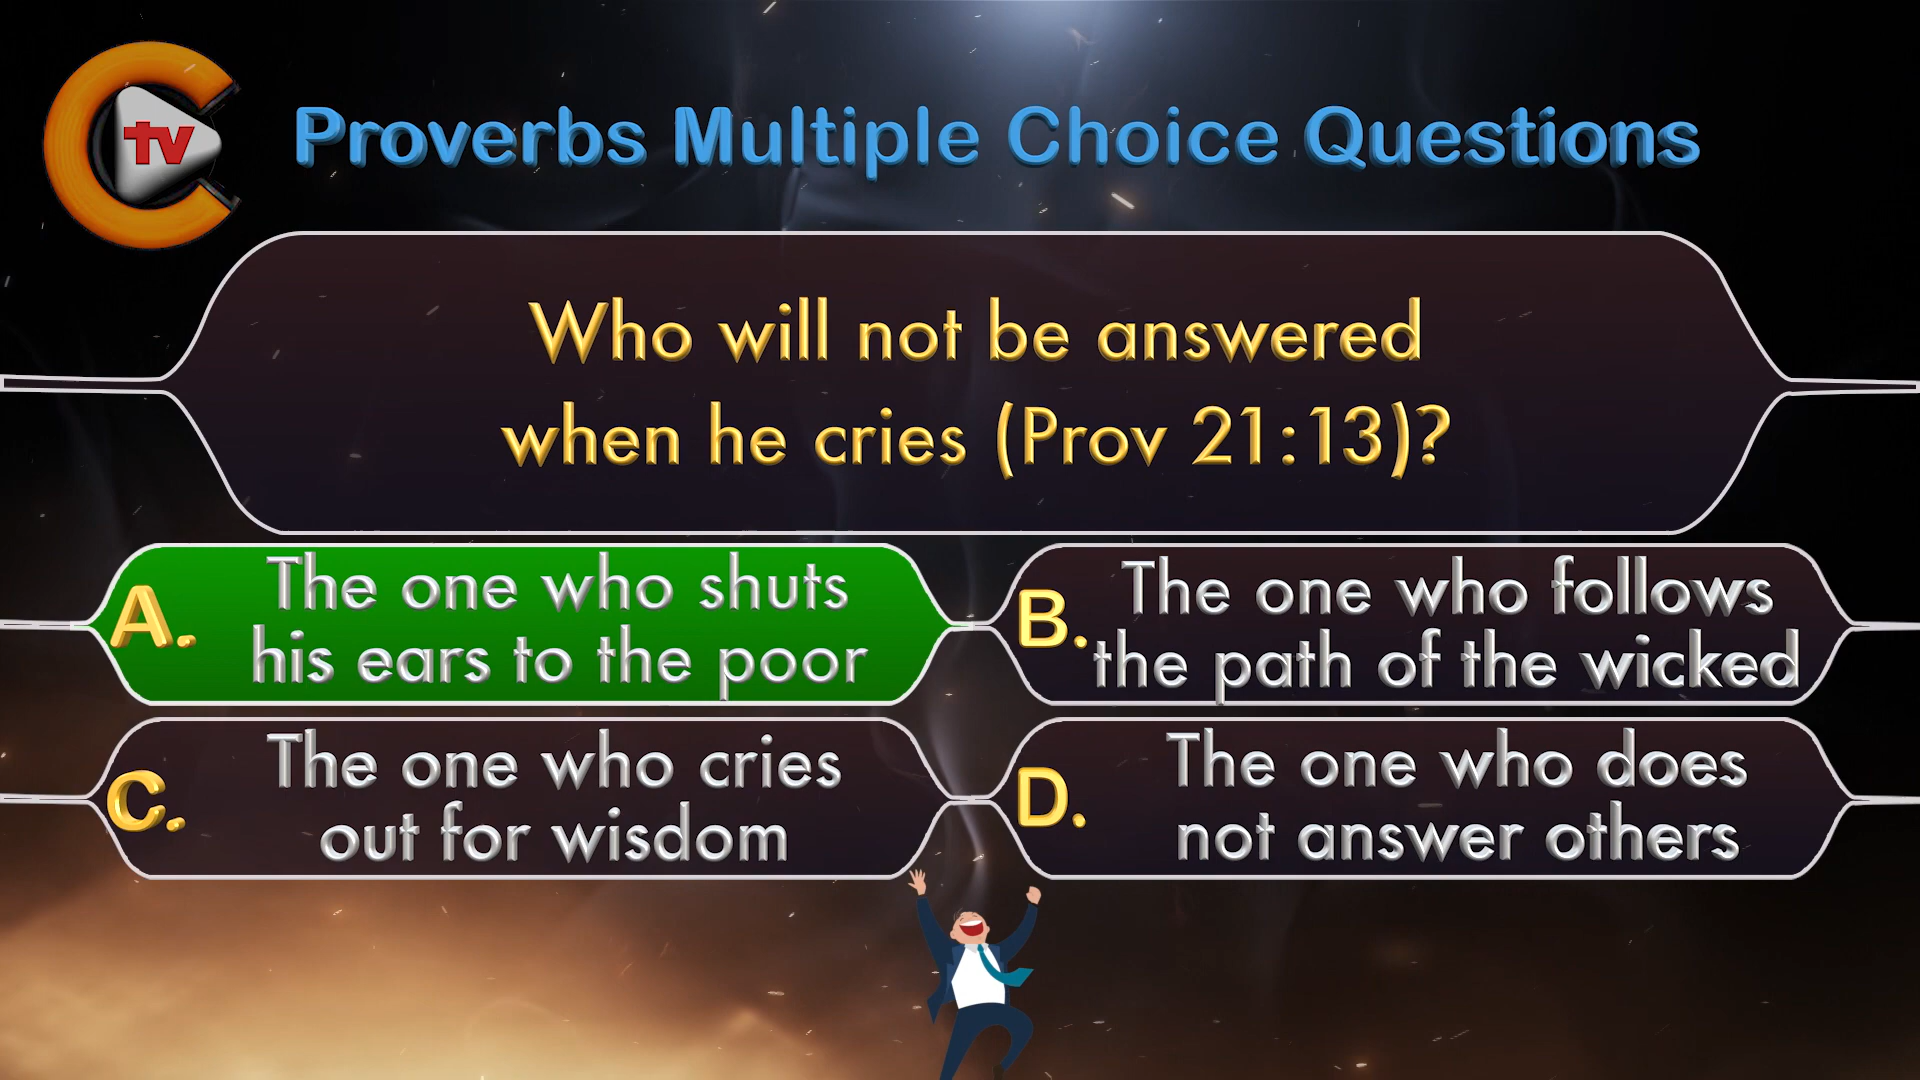 tv
Proverbs Multiple Choice Questions
Who will not be answered
when he cries (Prov 21:13)?
A.
The one who shuts
his ears to the poor
B.
The one who follows
the path of the wicked
C.
The one who cries
out for wisdom
D.
The one who does
not answer others